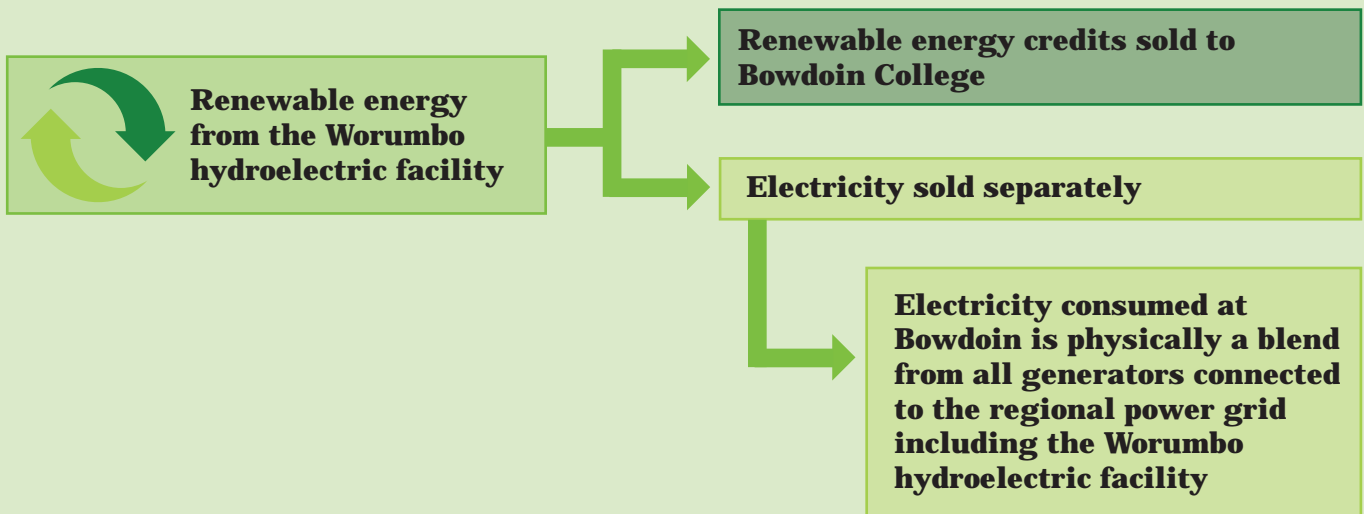 Renewable energy
from the Worumbo
hydroelectric facility
Renewable energy credits sold to
Bowdoin College
Electricity sold separately
Electricity consumed at
Bowdoin is physically a blend
from all generators connected
to the regional power grid
including the Worumbo
hydroelectric facility